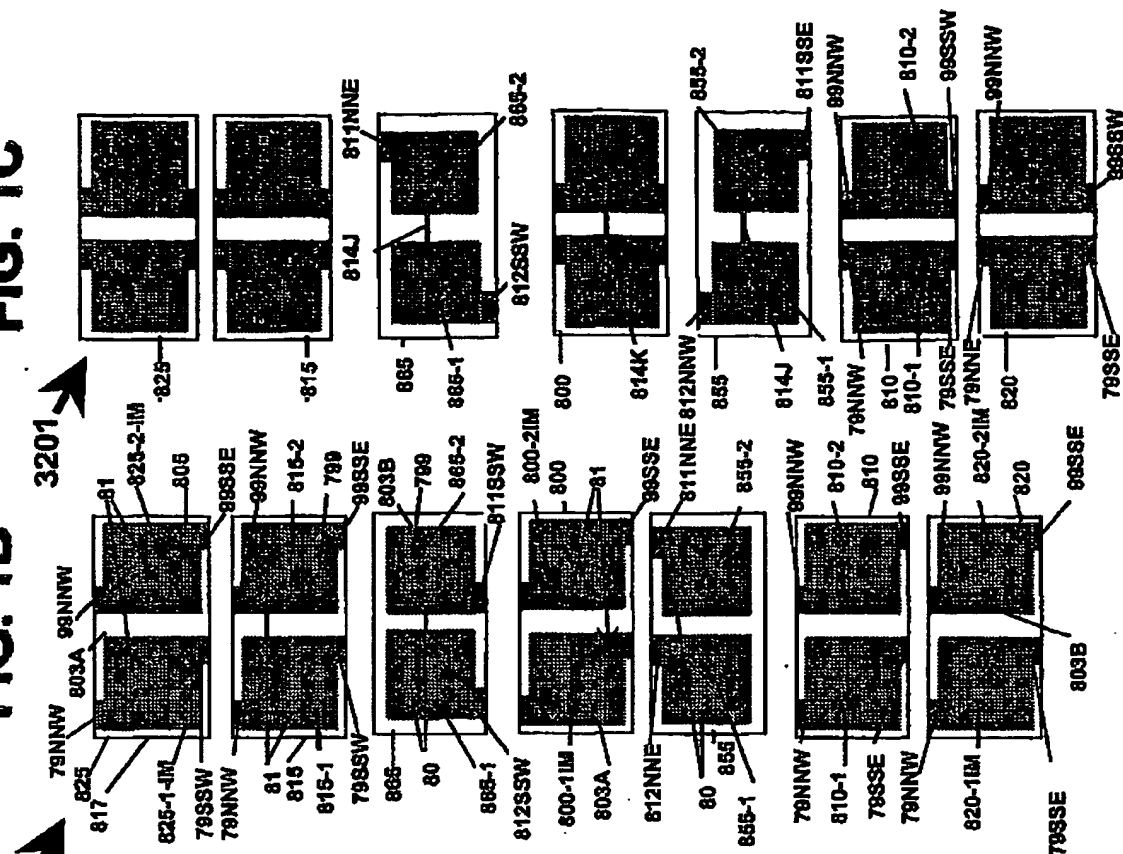 FIG. 1C
3201
825
815
811NNE
814J
865-2
812SSW
865
865-1
800
814K
855-2
811SSE
812NNW
855
814J
855-1
99NNW
810-2
99SSW
79NNW
810
810-1
79SSE
99NNW
79NNE
820
99SSW
79SSE
79NNW
99NNW
803A
81
825-2-IM
805
99SSE
825
817
825-1-IM
79SSW
79NNW
99NNW
815-2
799
99SSE
81
815
815-1
79SSW
803B
799
865-2
811SSW
865
80
865-1
812SSW
800-2IM
800
81
99SSE
800-1IM
803A
812NNE
811NNE
855-2
80
855
855-1
99NNW
810-2
810
99SSE
79NNW
810-1
79SSE
79NNW
99NNW
820-2IM
820
89SSE
820-1IM
803B
79SSE